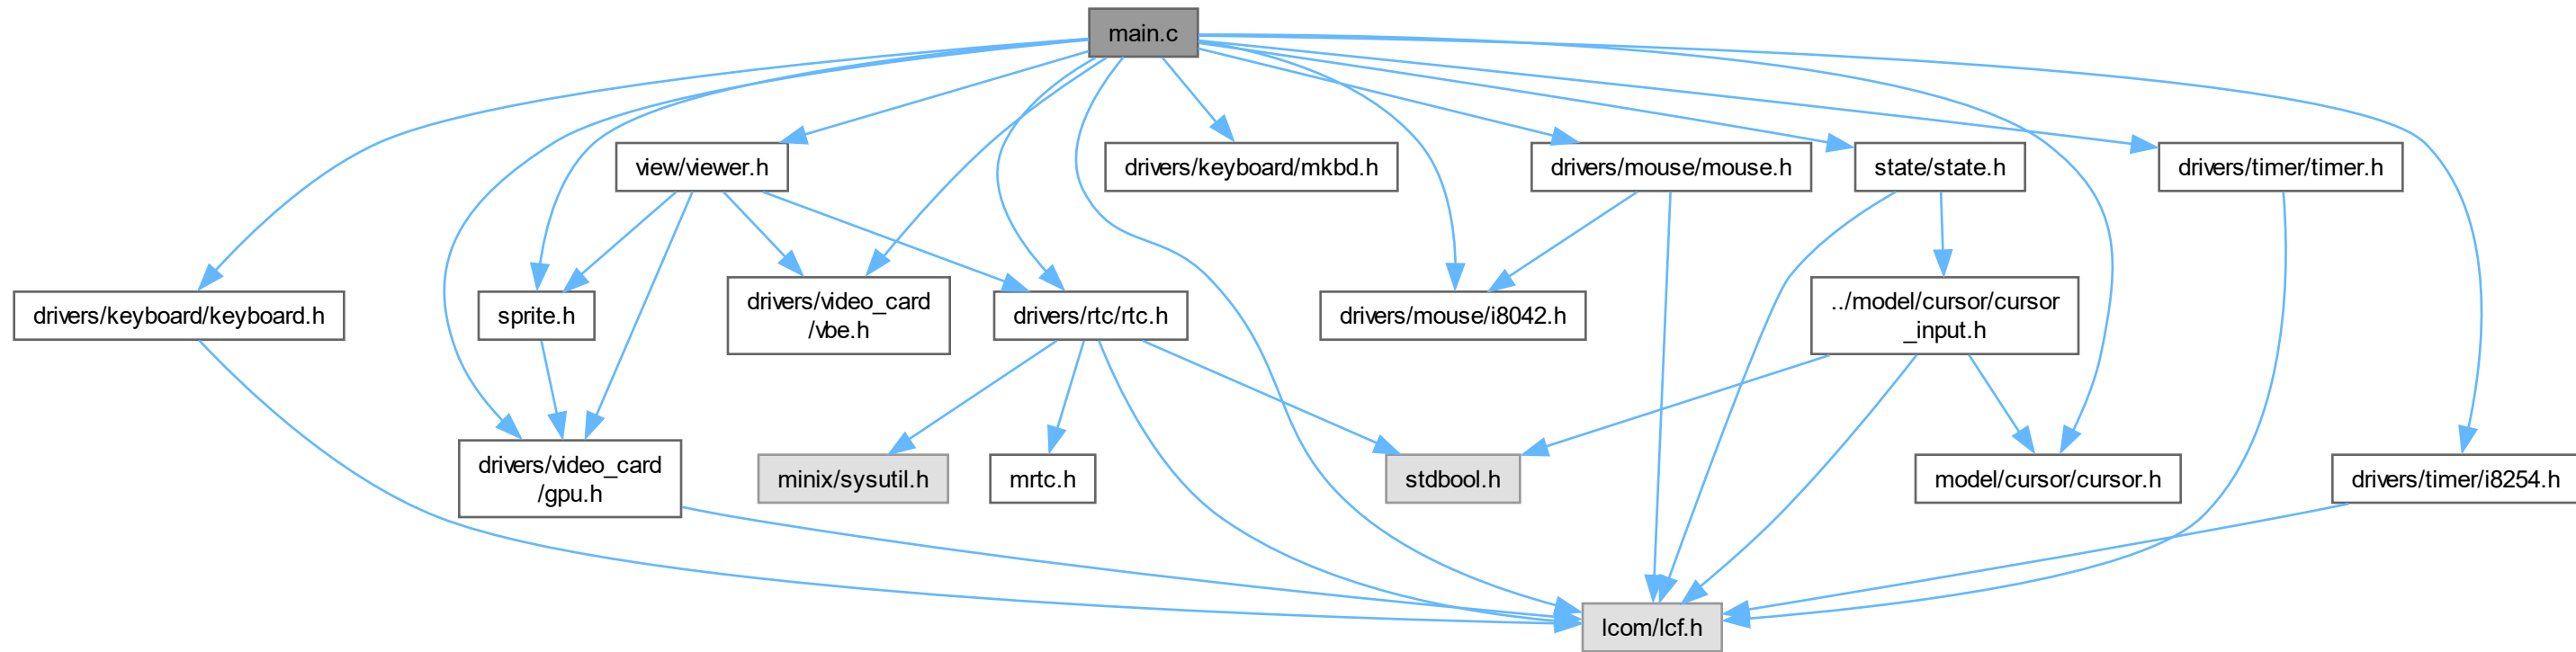 main.c
view/viewer.h
drivers/keyboard/mkbd.h
drivers/mouse/mouse.h
state/state.h
drivers/timer/timer.h
drivers/keyboard/keyboard.h
sprite.h
drivers/video_card
/vbe.h
drivers/rtc/rtc.h
drivers/mouse/i8042.h
../model/cursor/cursor
_input.h
drivers/video_card
/gpu.h
minix/sysutil.h
mrtc.h
stdbool.h
model/cursor/cursor.h
drivers/timer/i8254.h
lcom/lcf.h